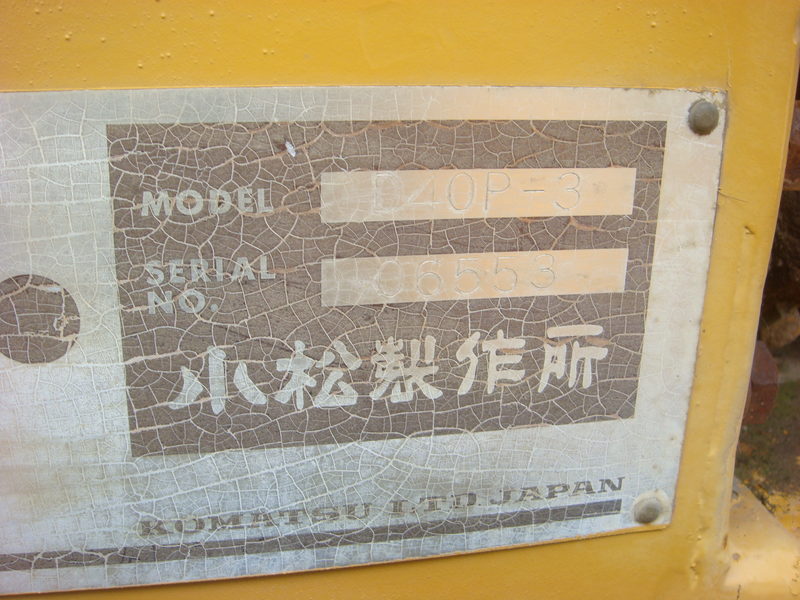 MODEL D40P-3
SERIAL NO. 06553
小松製作所
KOMATSU LTD. JAPAN